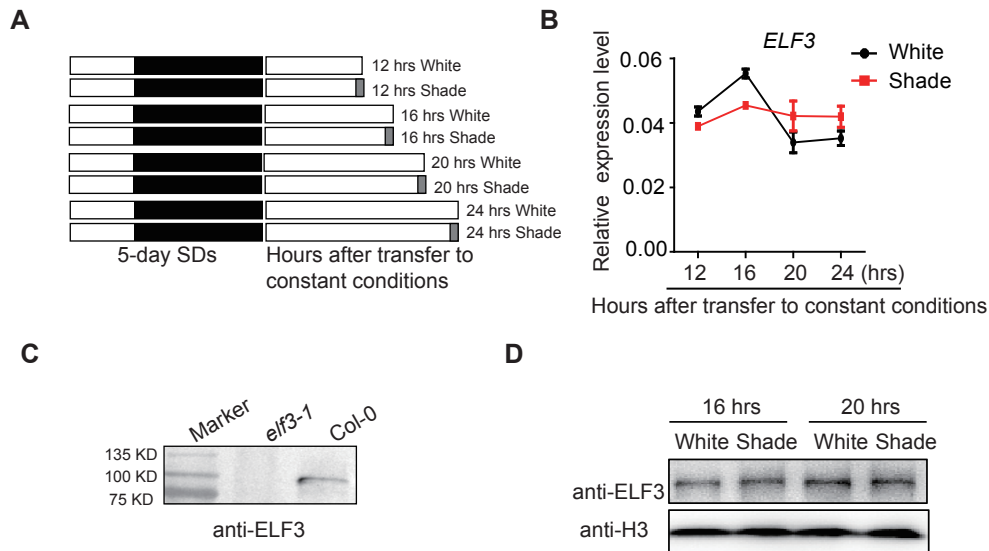 A
12 hrs White
12 hrs Shade
16 hrs White
16 hrs Shade
20 hrs White
20 hrs Shade
24 hrs White
24 hrs Shade
5-day SDs
Hours after transfer to
constant conditions
B
ELF3
White
Shade
Relative expression level
0.06
0.04
0.02
0.00
12 16 20 24 (hrs)
Hours after transfer to constant conditions
C
Marker elf3-1 Col-0
135 KD
100 KD
75 KD
anti-ELF3
D
16 hrs 20 hrs
White Shade White Shade
anti-ELF3
anti-H3